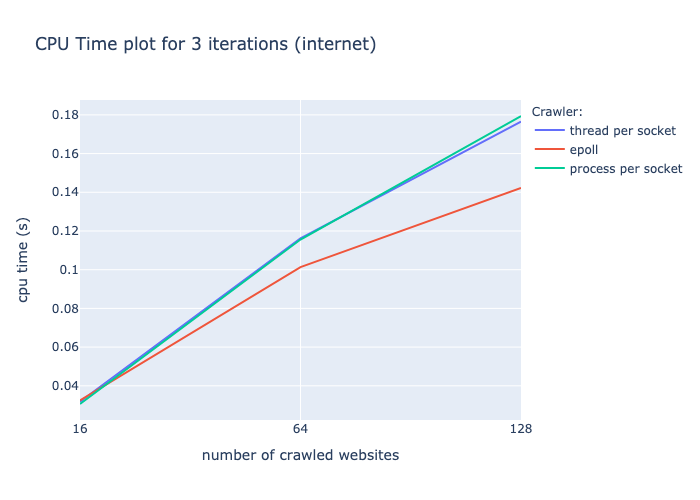 CPU Time plot for 3 iterations (internet)
Crawler:
thread per socket
epoll
process per socket
0.18
0.16
0.14
0.12
0.1
0.08
0.06
0.04
cpu time (s)
16
64
128
number of crawled websites